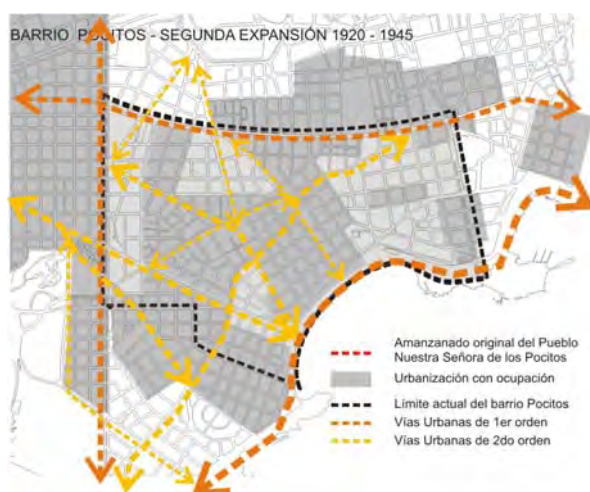 BARRIO POCITOS - SEGUNDA EXPANSIÓN 1920 - 1945
Amanzanado original del Pueblo
Nuestra Señora de los Pocitos
Urbanización con ocupación
Límite actual del barrio Pocitos
Vías Urbanas de 1er orden
Vías Urbanas de 2do orden